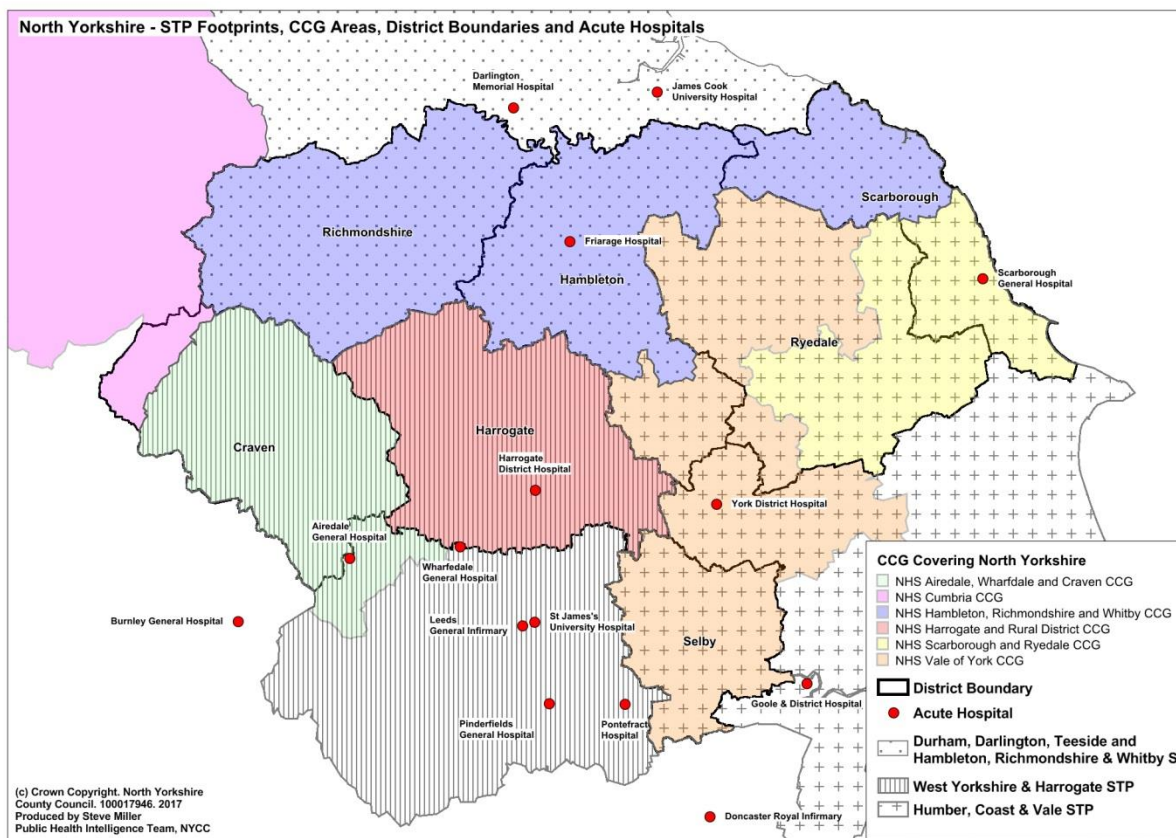 North Yorkshire - STP Footprints, CCG Areas, District Boundaries and Acute Hospitals
Darlington
Memorial Hospital
James Cook
University Hospital
Scarborough
Richmondshire
Friarage Hospital
Hambleton
Scarborough
General Hospital
Ryedale
Harrogate
Craven
Harrogate
District Hospital
York District Hospital
Airedale
General Hospital
Wharfedale
General Hospital
Burnley General Hospital
Leeds
General Infirmary
St James's
University Hospital
Selby
Goole & District Hospital
Pinderfields
General Hospital
Pontefract
Hospital
Doncaster Royal Infirmary
CCG Covering North Yorkshire
NHS Airedale, Wharfdale and Craven CCG
NHS Cumbria CCG
NHS Hambleton, Richmondshire and Whitby CCG
NHS Harrogate and Rural District CCG
NHS Scarborough and Ryedale CCG
NHS Vale of York CCG
District Boundary
Acute Hospital
Durham, Darlington, Teeside and
Hambleton, Richmondshire & Whitby S
West Yorkshire & Harrogate STP
Humber, Coast & Vale STP
(c) Crown Copyright. North Yorkshire
County Council. 100017946. 2017
Produced by Steve Miller
Public Health Intelligence Team, NYCC